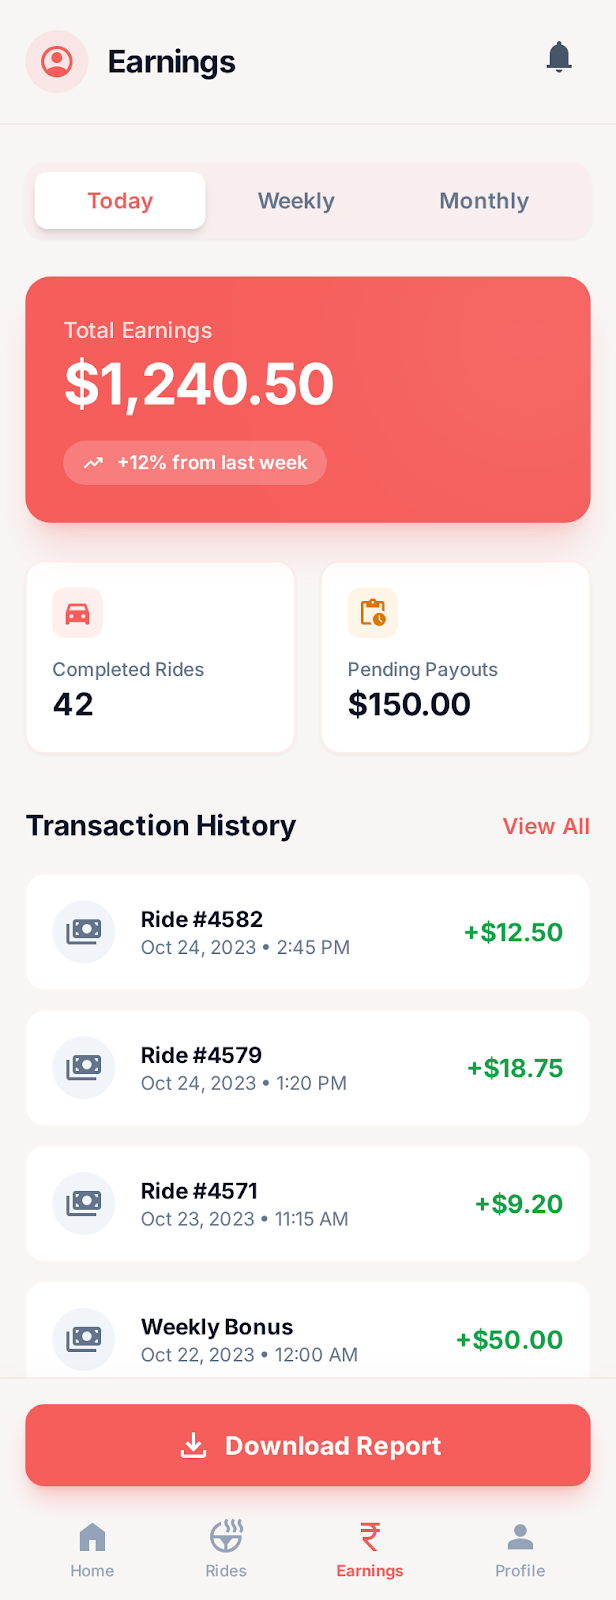 Earnings
Today Weekly Monthly
Total Earnings
$1,240.50
+12% from last week
Completed Rides
42
Pending Payouts
$150.00
Transaction History View All
Ride #4582
Oct 24, 2023 • 2:45 PM
+$12.50
Ride #4579
Oct 24, 2023 • 1:20 PM
+$18.75
Ride #4571
Oct 23, 2023 • 11:15 AM
+$9.20
Weekly Bonus
Oct 22, 2023 • 12:00 AM
+$50.00
Download Report
₹
Home Rides Earnings Profile